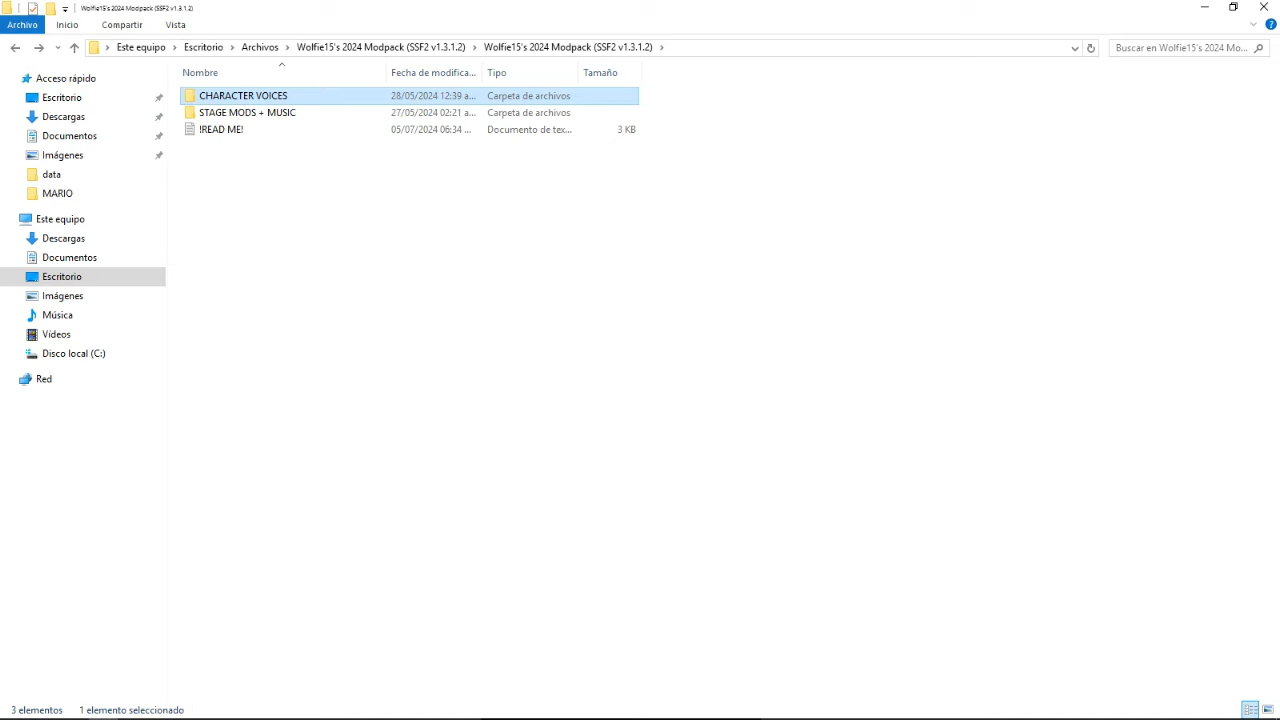 Wolfie15's 2024 Modpack (SSF2 v1.3.1.2)
Archivo Inicio Compartir Vista
Este equipo Escritorio Archivos Wolfie15's 2024 Modpack (SSF2 v1.3.1.2) Wolfie15's 2024 Modpack (SSF2 v1.3.1.2) Buscar en Wolfie15's 2024 Mo...
Nombre Fecha de modifica... Tipo Tamaño
Acceso rápido
Escritorio
Descargas
Documentos
Imágenes
data
MARIO
Este equipo
Descargas
Documentos
Escritorio
Imágenes
Música
Vídeos
Disco local (C:)
Red
CHARACTER VOICES 28/05/2024 12:39 a... Carpeta de archivos
STAGE MODS + MUSIC 27/05/2024 02:21 a... Carpeta de archivos
!READ ME! 05/07/2024 06:34 ... Documento de tex... 3 KB
3 elementos 1 elemento seleccionado